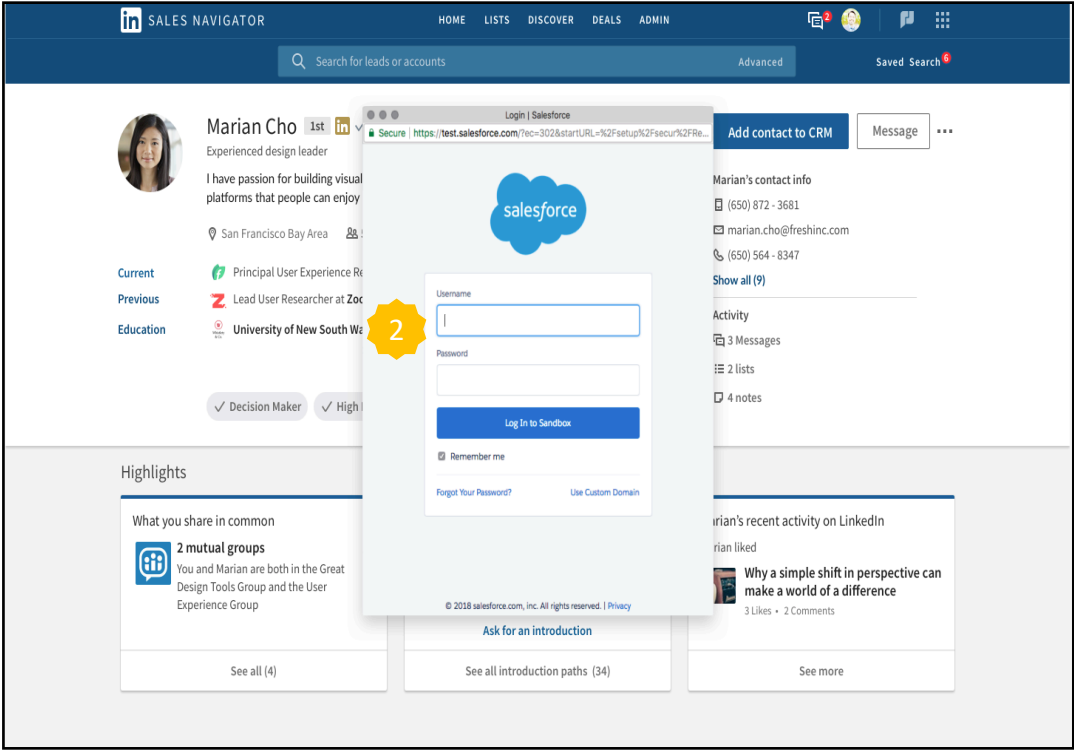 in SALES NAVIGATOR
HOME LISTS DISCOVER DEALS ADMIN
2
Search for leads or accounts
Advanced
Saved Search 6
Marian Cho 1st in
Experienced design leader
I have passion for building visual
platforms that people can enjoy
San Francisco Bay Area
Current
Principal User Experience Re
Previous
Lead User Researcher at Zoo
Education
University of New South Wa
Decision Maker
High
Login | Salesforce
Secure | https://test.salesforce.com/?ec=302&startURL=%2Fsetup%2Fsecur%2FRe...
salesforce
Username
2
Password
Log In to Sandbox
Remember me
Forgot Your Password?
Use Custom Domain
© 2018 salesforce.com, inc. All rights reserved. | Privacy
Add contact to CRM
Message
Marian's contact info
(650) 872 - 3681
marian.cho@freshinc.com
(650) 564 - 8347
Show all (9)
Activity
3 Messages
2 lists
4 notes
Highlights
What you share in common
2 mutual groups
You and Marian are both in the Great
Design Tools Group and the User
Experience Group
See all (4)
Ask for an introduction
See all introduction paths (34)
rian's recent activity on LinkedIn
rian liked
Why a simple shift in perspective can
make a world of a difference
3 Likes • 2 Comments
See more